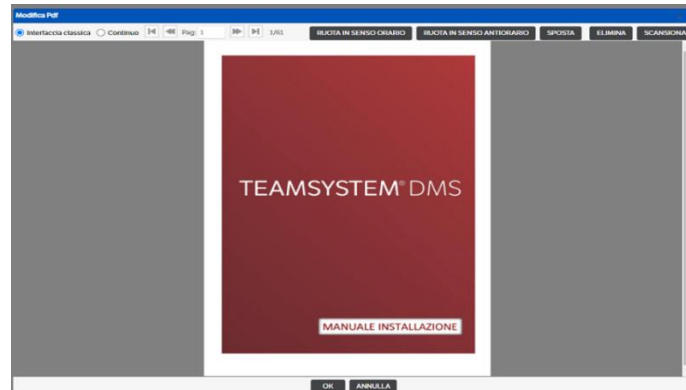 Modifica Pdf
Interfaccia classica Continuo Pag: 1 1/61 RUOTA IN SENSO ORARIO RUOTA IN SENSO ANTIORARIO SPOSTA ELIMINA SCANSIONA
TEAMSYSTEM® DMS
MANUALE INSTALLAZIONE
OK ANNULLA